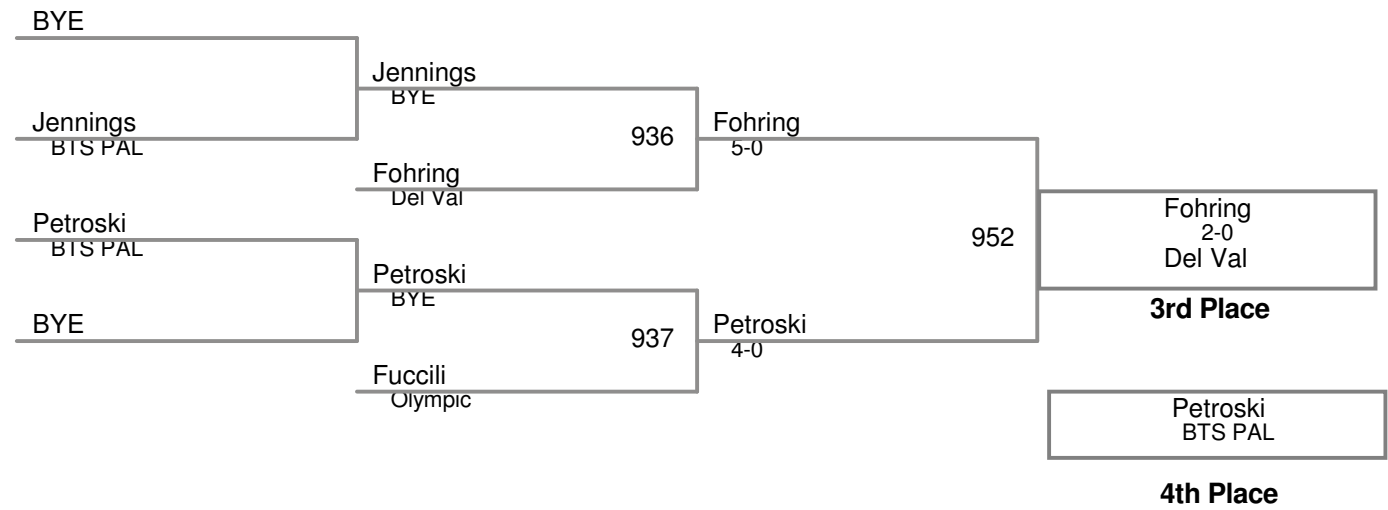 BYE
Jennings
BTS PAL
Petroski
BTS PAL
BYE
Jennings
BYE
Fohring
Del Val
Petroski
BYE
Fuccili
Olympic
936
937
Fohring
5-0
Petroski
4-0
952
Fohring
2-0
Del Val
3rd Place
Petroski
BTS PAL
4th Place